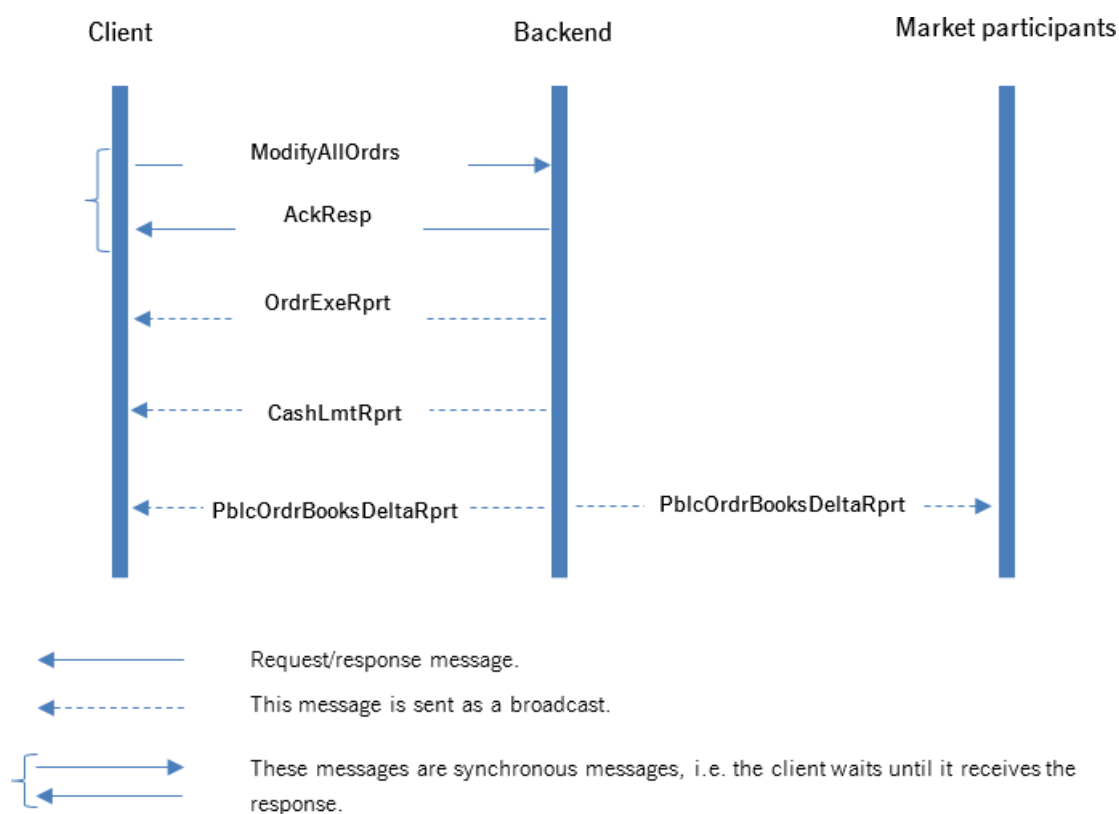 Client
Backend
Market participants
ModifyAllOrdrs
AckResp
OrdrExeRprt
CashLmtRprt
PblcOrdrBooksDeltaRprt
PblcOrdrBooksDeltaRprt
Request/response message.
This message is sent as a broadcast.
These messages are synchronous messages, i.e. the client waits until it receives the
response.